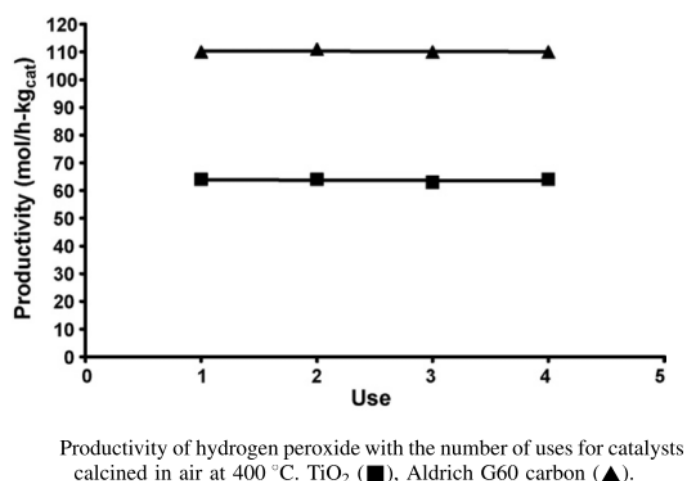 120
110
100
90
80
70
60
50
40
30
20
10
0
Productivity (mol/h-kgcat)
0 1 2 3 4 5
Use
Productivity of hydrogen peroxide with the number of uses for catalysts
calcined in air at 400 °C. TiO₂ (■), Aldrich G60 carbon (▲).